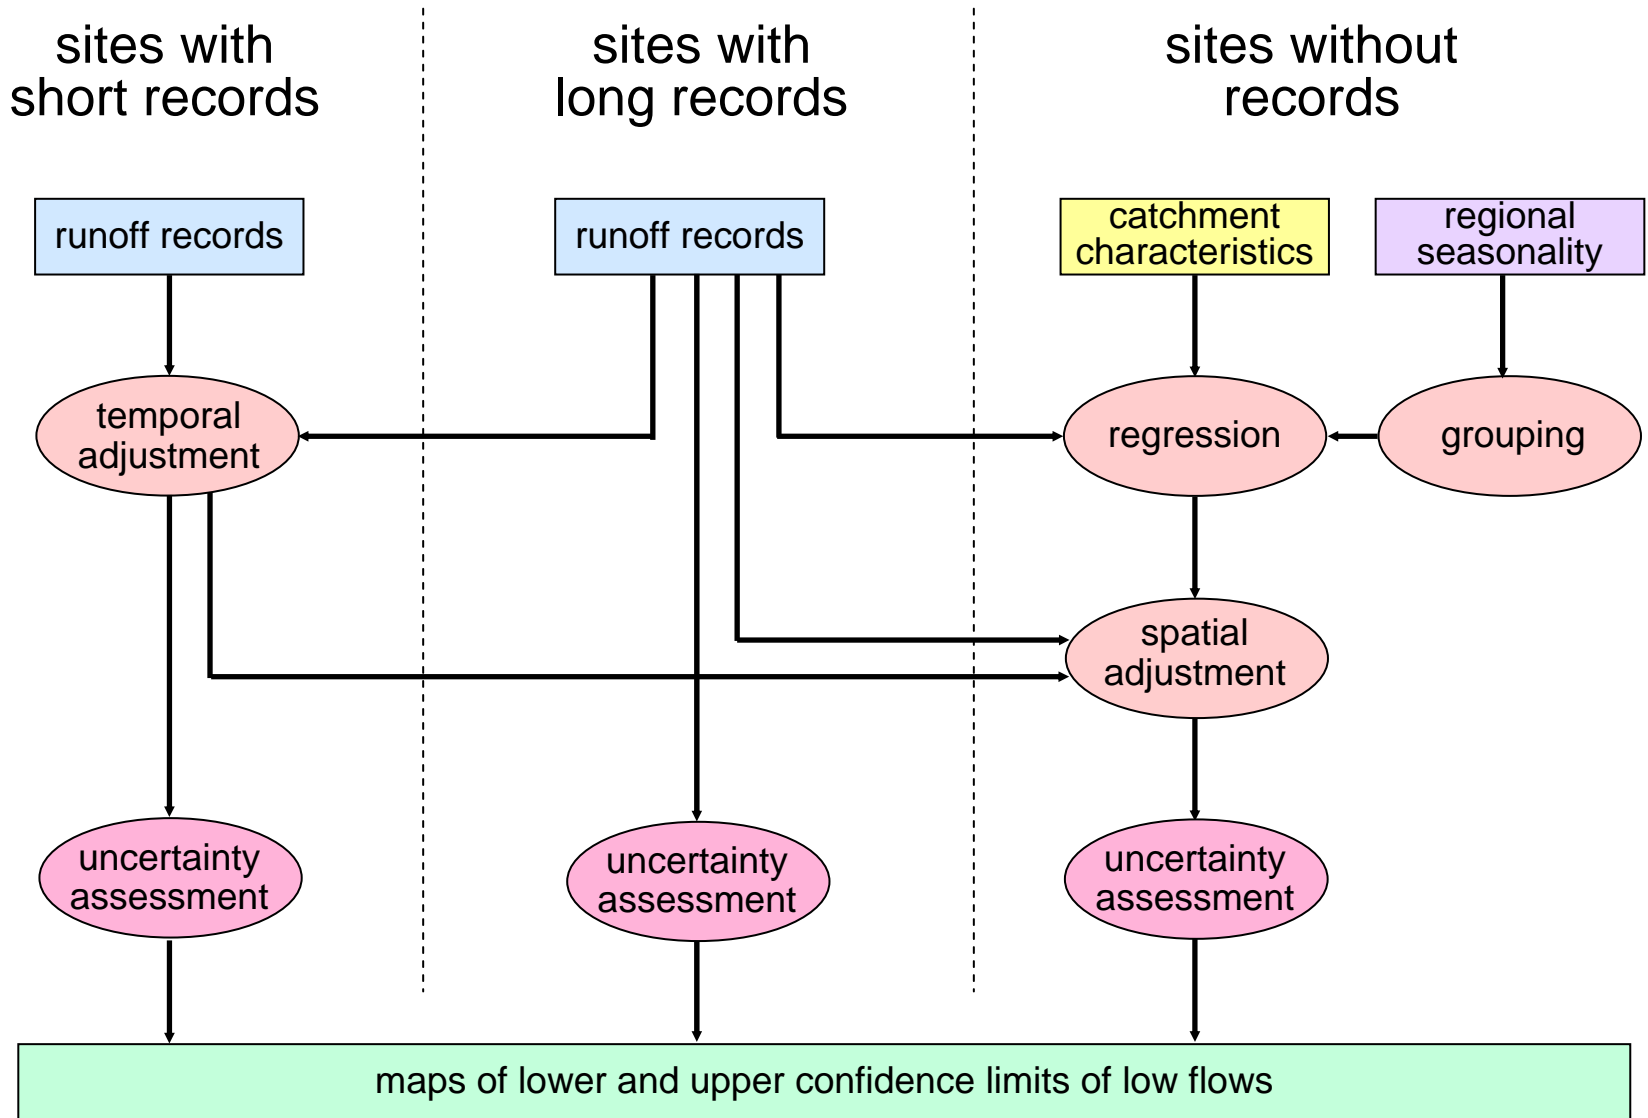 sites with
short records
sites with
long records
sites without
records
runoff records
runoff records
catchment
characteristics
regional
seasonality
temporal
adjustment
regression
grouping
spatial
adjustment
uncertainty
assessment
uncertainty
assessment
uncertainty
assessment
maps of lower and upper confidence limits of low flows